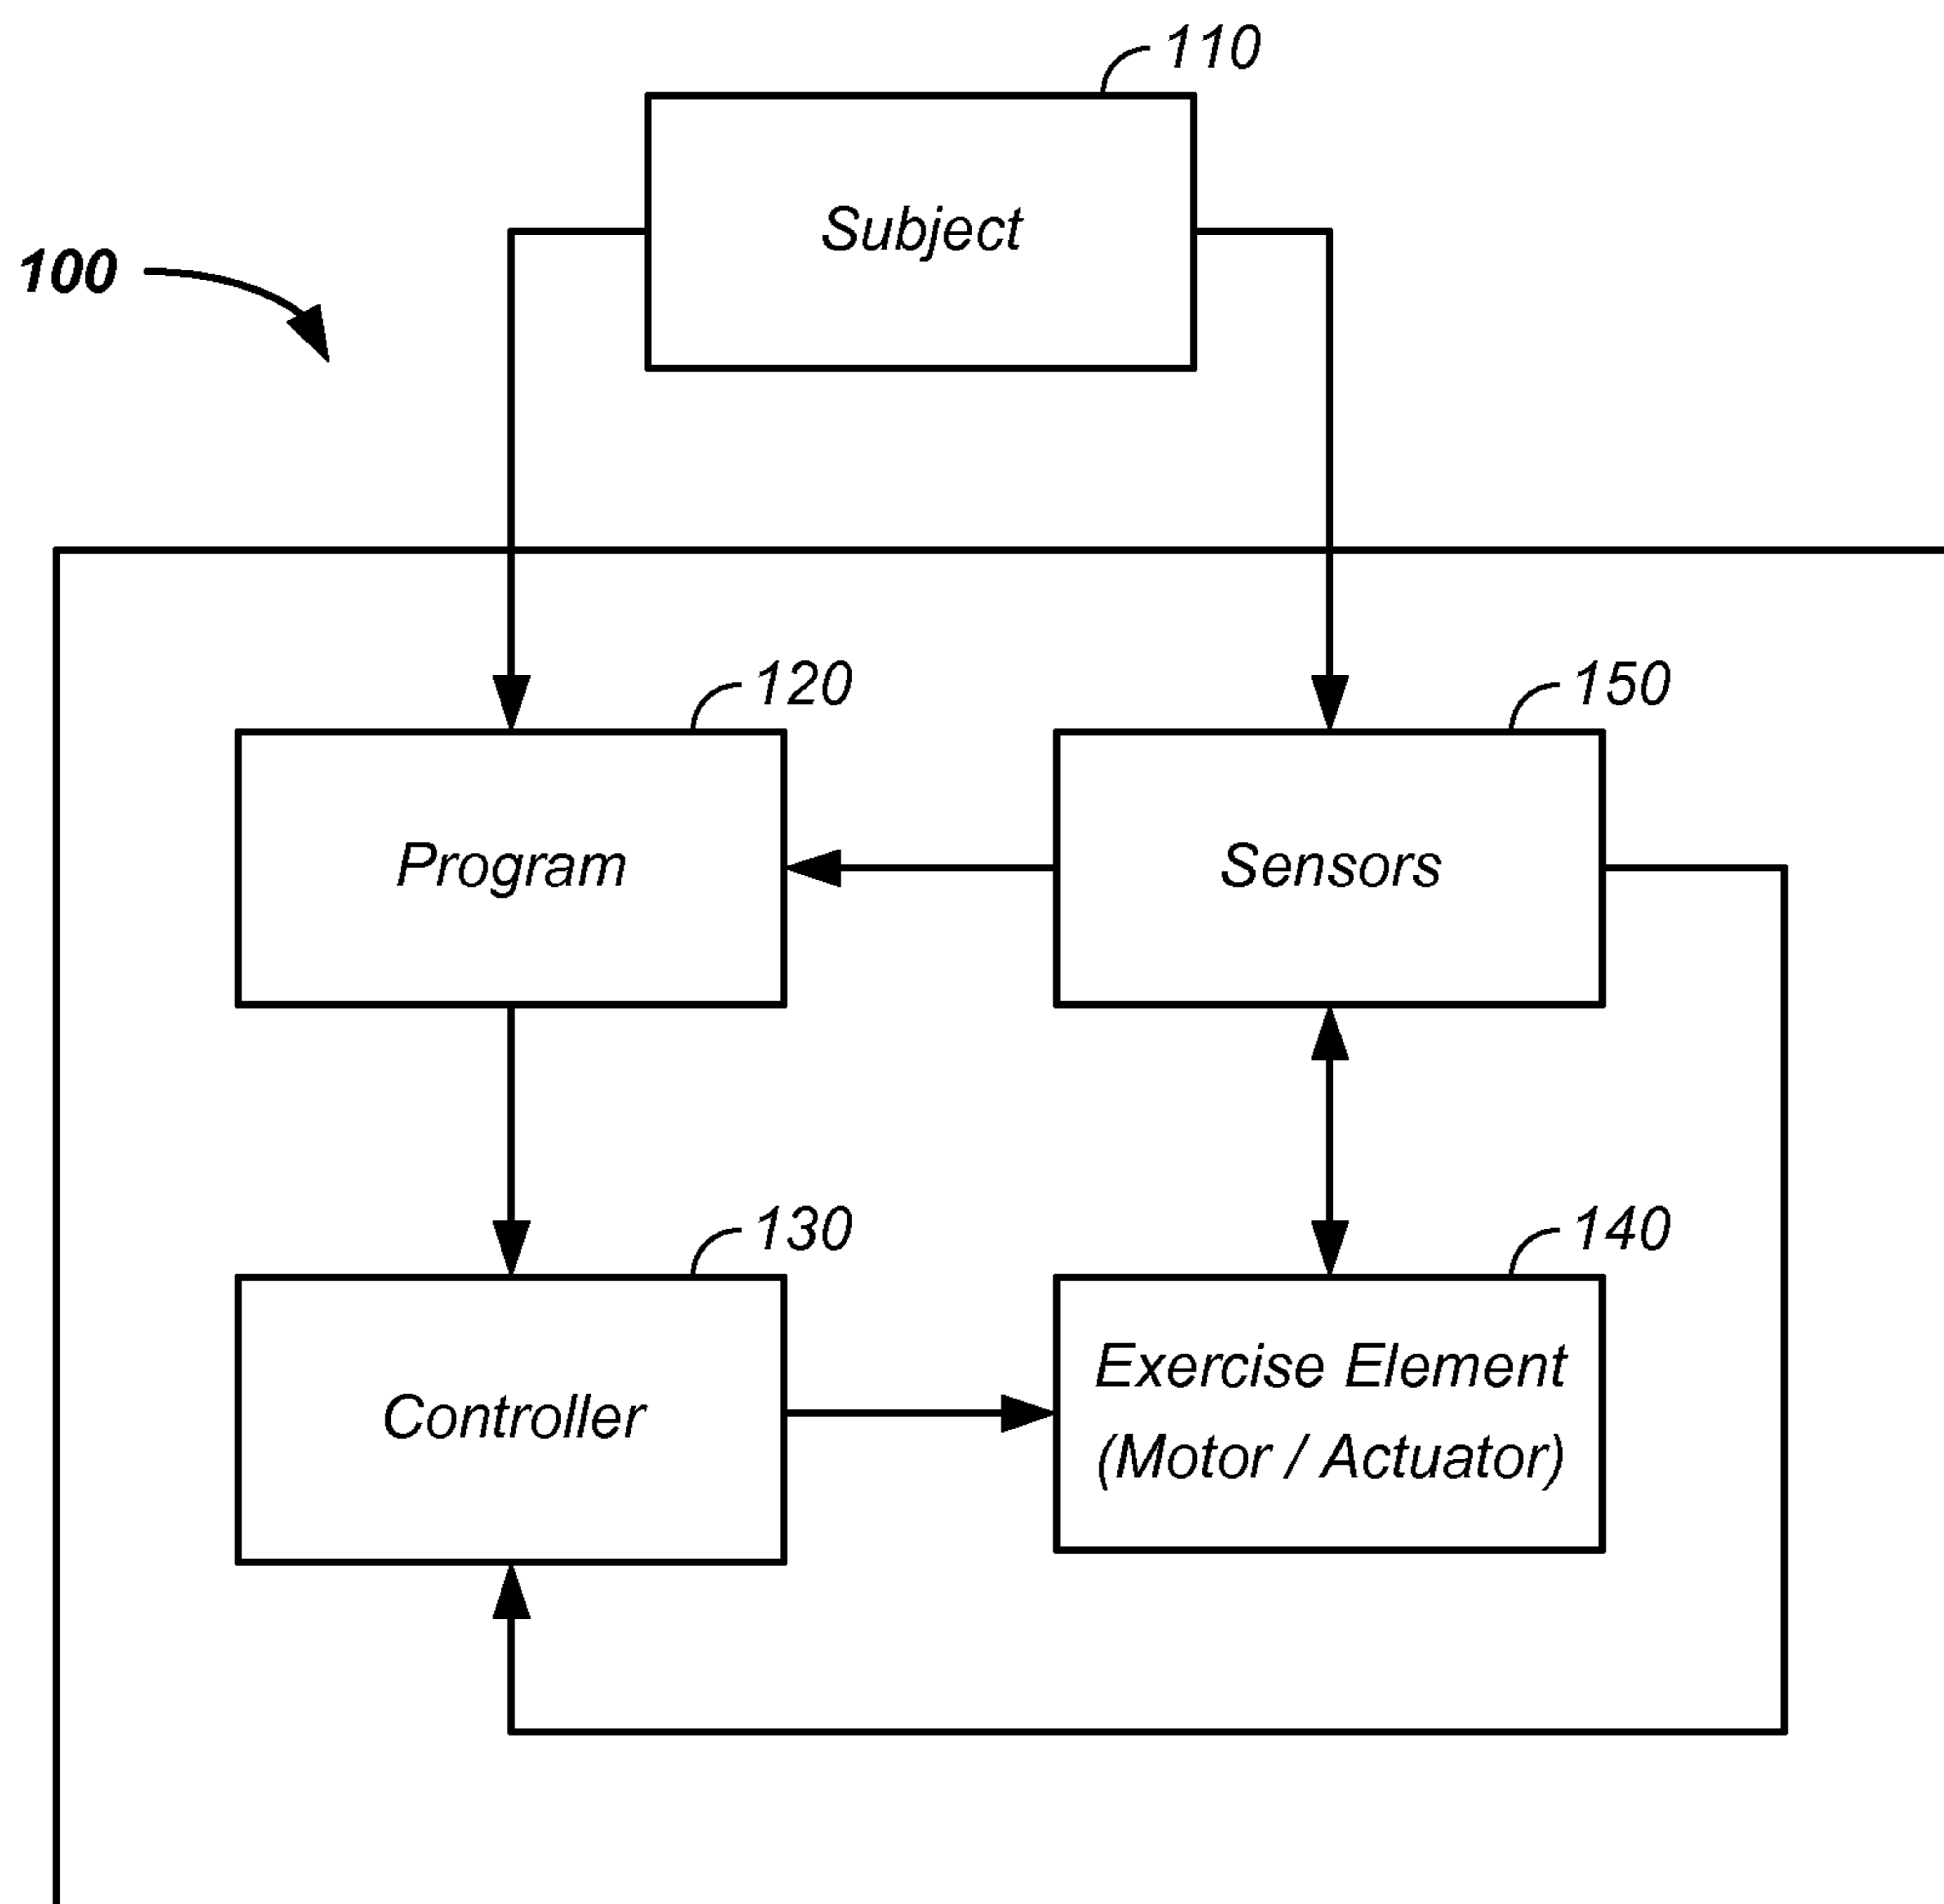 110
Subject
100
120
150
Program
Sensors
130
140
Controller
Exercise Element
(Motor / Actuator)